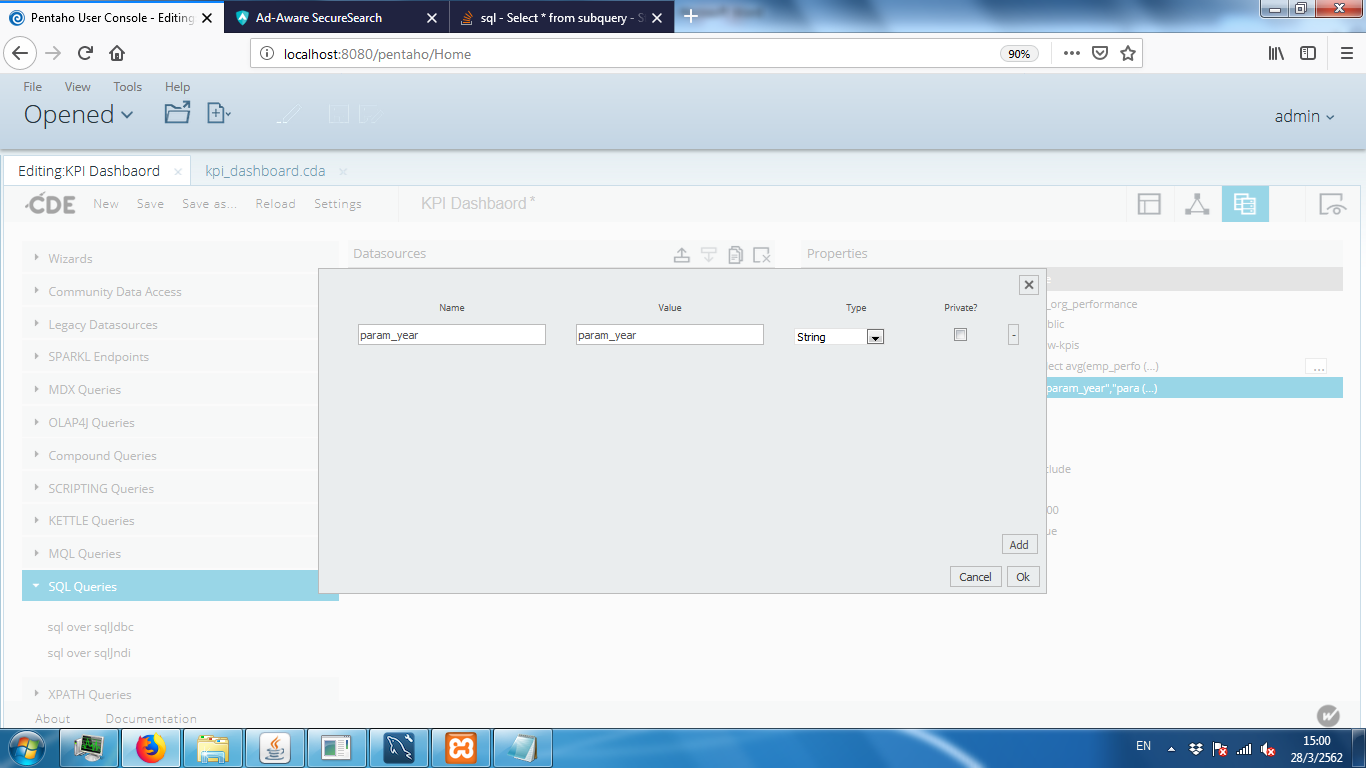 Pentaho User Console - Editing
Ad-Aware SecureSearch
sql - Select * from subquery - S
localhost:8080/pentaho/Home
90%
File View Tools Help
Opened
admin
Editing:KPI Dashbaord
kpi_dashboard.cda
CDE New Save Save as... Reload Settings
KPI Dashbaord *
Wizards
Community Data Access
Legacy Datasources
SPARKL Endpoints
MDX Queries
OLAP4J Queries
Compound Queries
SCRIPTING Queries
KETTLE Queries
MQL Queries
SQL Queries
sql over sqlJdbc
sql over sqlJndi
XPATH Queries
Datasources
Properties
_org_performance
blic
w-kpis
lect avg(emp_perfo (...)
...
param_year","para (...)
clude
00
ue
Name Value Type Private?
param_year param_year String -
Add
Cancel Ok
About Documentation
EN
15:00
28/3/2562